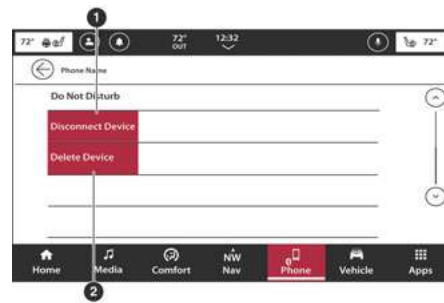 1
72° 72° OUT 12:32 72°
Phone Name
Do Not Disturb
Disconnect Device
Delete Device
Home Media Comfort NW Nav Phone Vehicle Apps
2